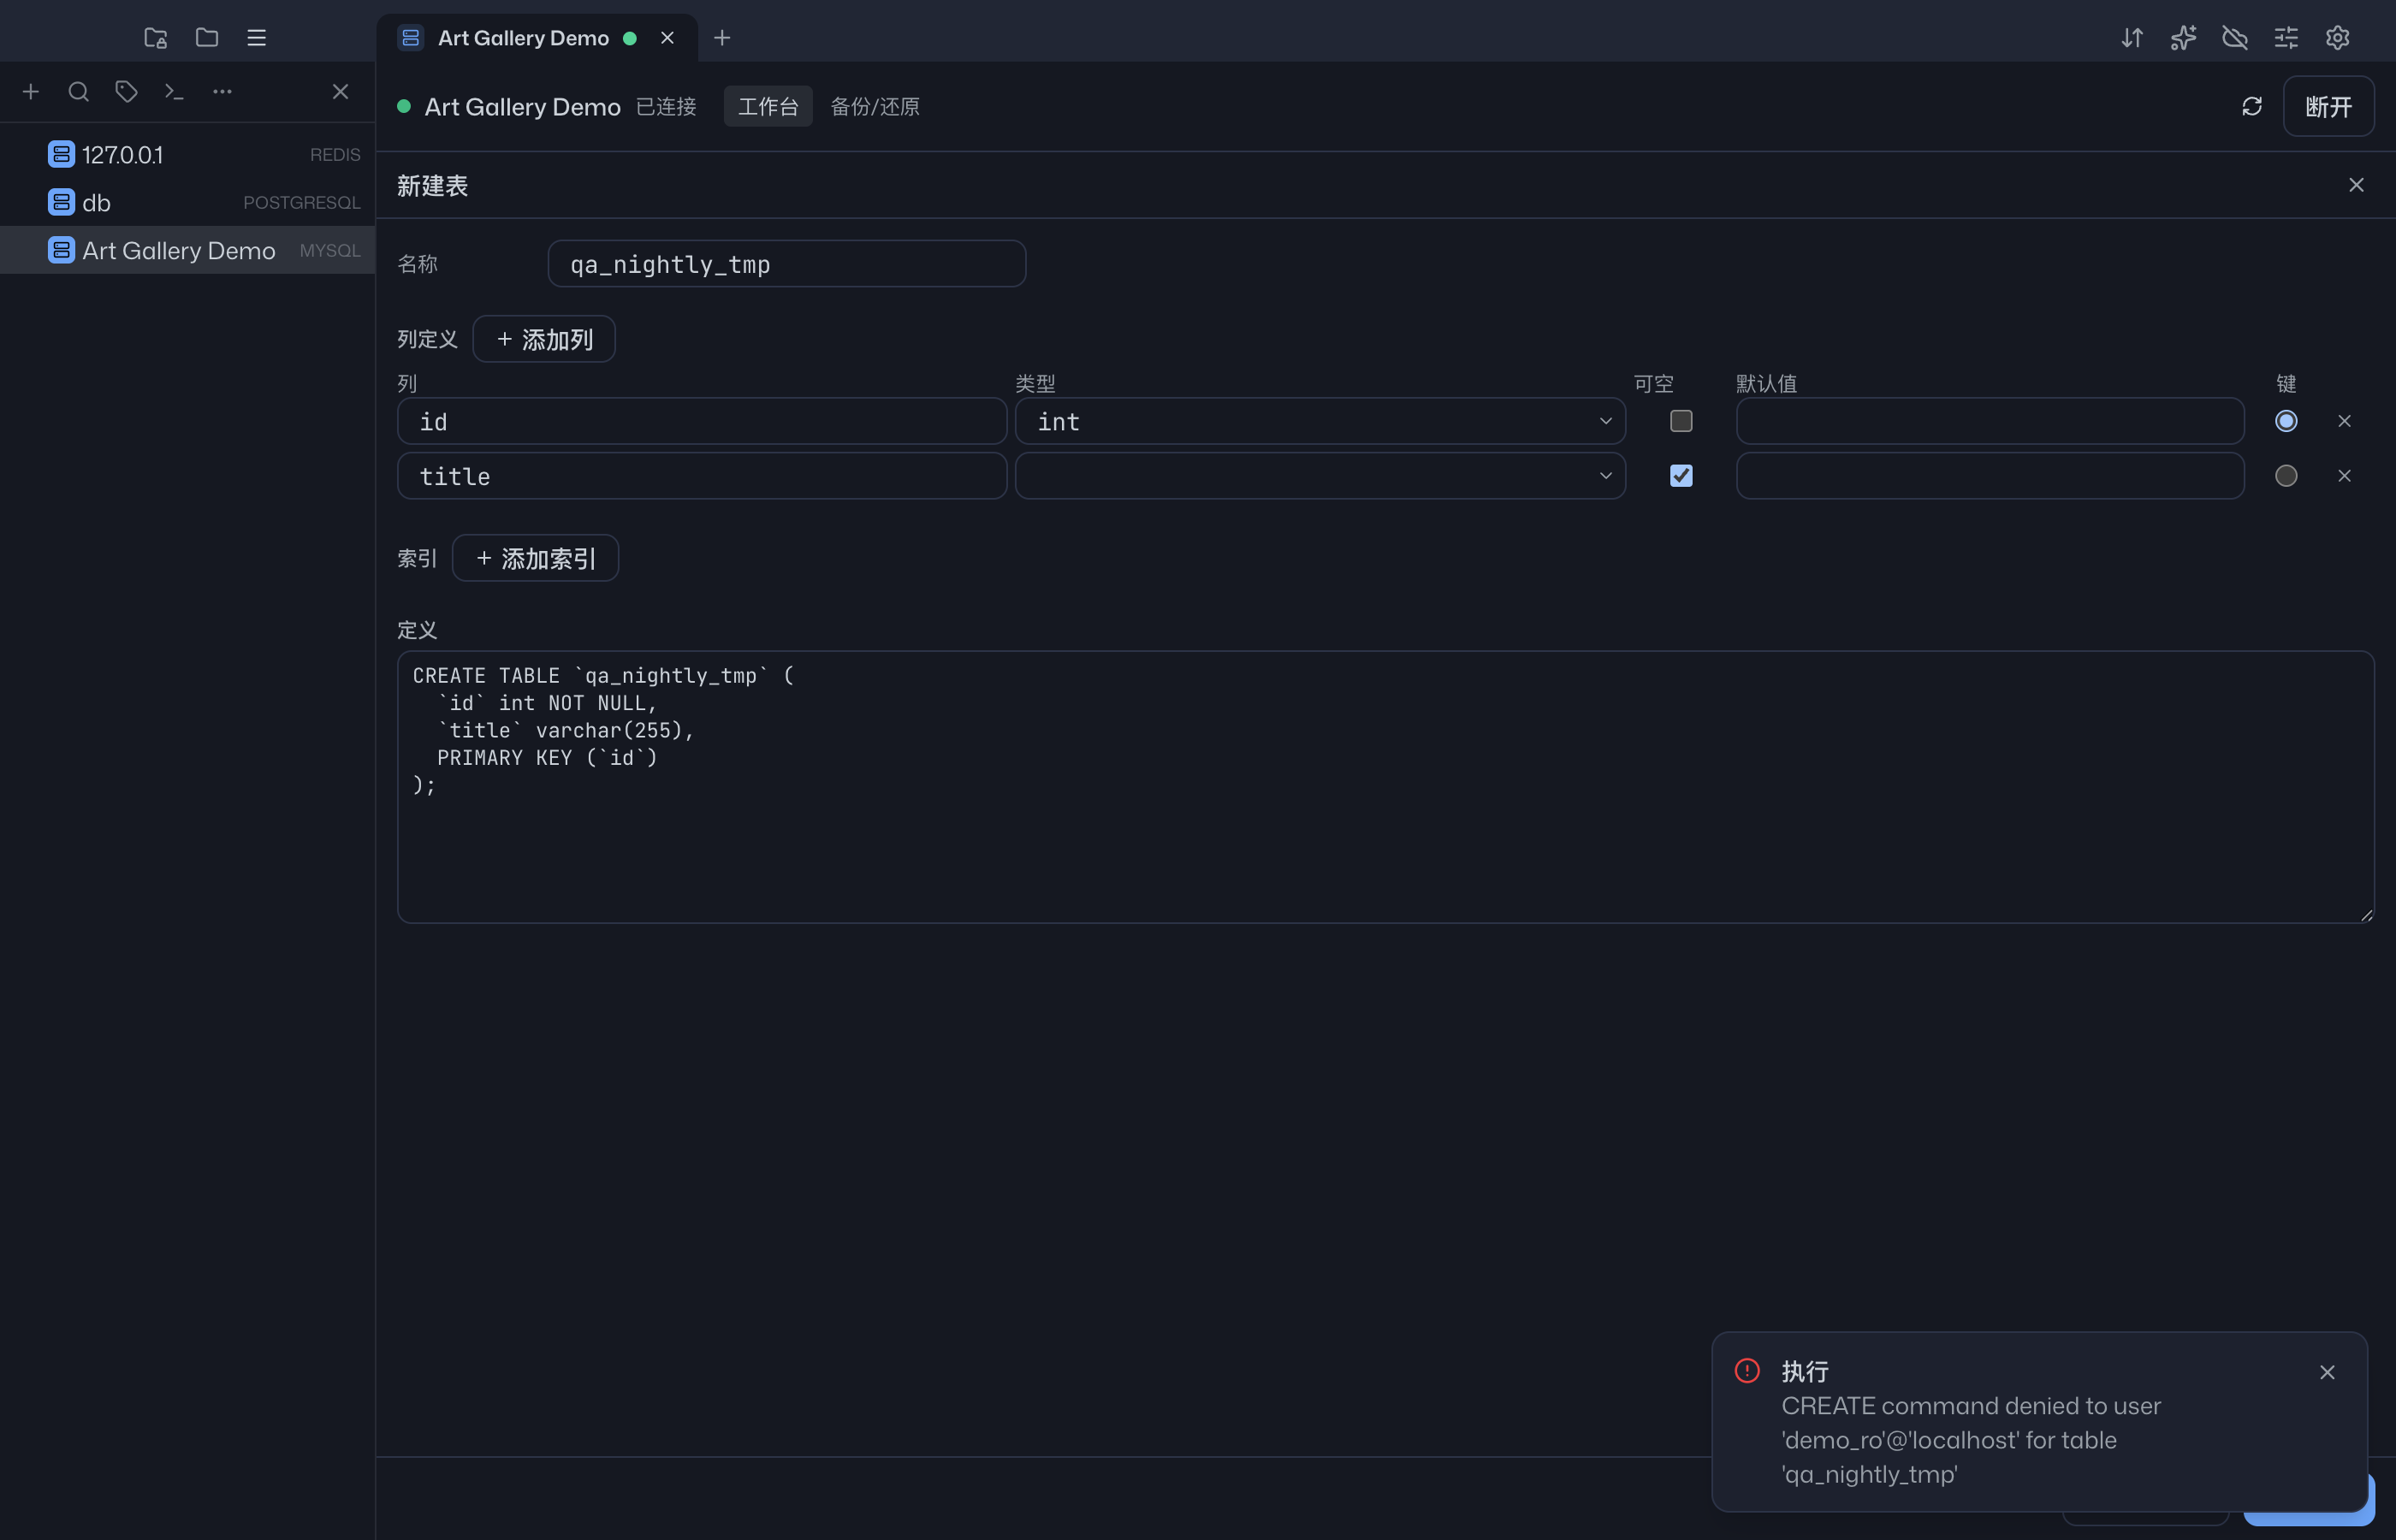 Art Gallery Demo
127.0.0.1 REDIS
db POSTGRESQL
Art Gallery Demo MYSQL
Art Gallery Demo 已连接 工作台 备份/还原 断开
新建表
名称 qa_nightly_tmp
列定义 + 添加列
列 类型 可空 默认值 键
id int
title
索引 + 添加索引
定义
CREATE TABLE `qa_nightly_tmp` (
  `id` int NOT NULL,
  `title` varchar(255),
  PRIMARY KEY (`id`)
);
执行
CREATE command denied to user
'demo_ro'@'localhost' for table
'qa_nightly_tmp'